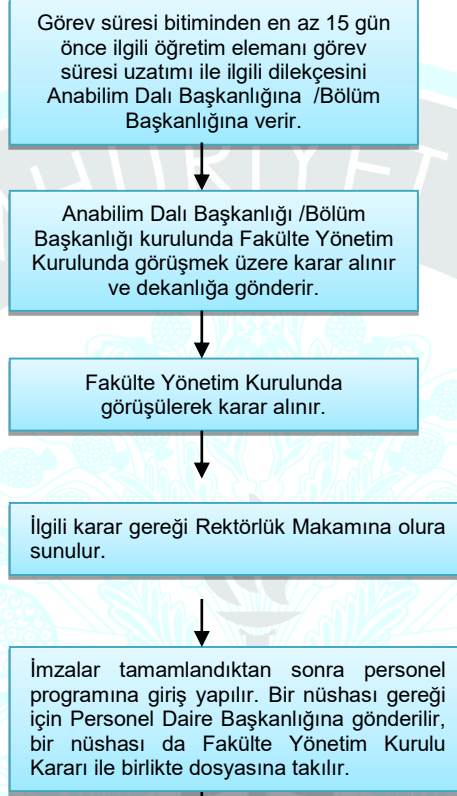 Görev süresi bitiminden en az 15 gün
önce ilgili öğretim elemanı görev
süresi uzatımı ile ilgili dilekçesini
Anabilim Dalı Başkanlığına /Bölüm
Başkanlığına verir.
Anabilim Dalı Başkanlığı /Bölüm
Başkanlığı kurulunda Fakülte Yönetim
Kurulunda görüşmek üzere karar alınır
ve dekanlığa gönderir.
Fakülte Yönetim Kurulunda
görüşülerek karar alınır.
İlgili karar gereği Rektörlük Makamına olura
sunulur.
İmzalar tamamlandıktan sonra personel
programına giriş yapılır. Bir nüshası gereği
için Personel Daire Başkanlığına gönderilir,
bir nüshası da Fakülte Yönetim Kurulu
Kararı ile birlikte dosyasına takılır.